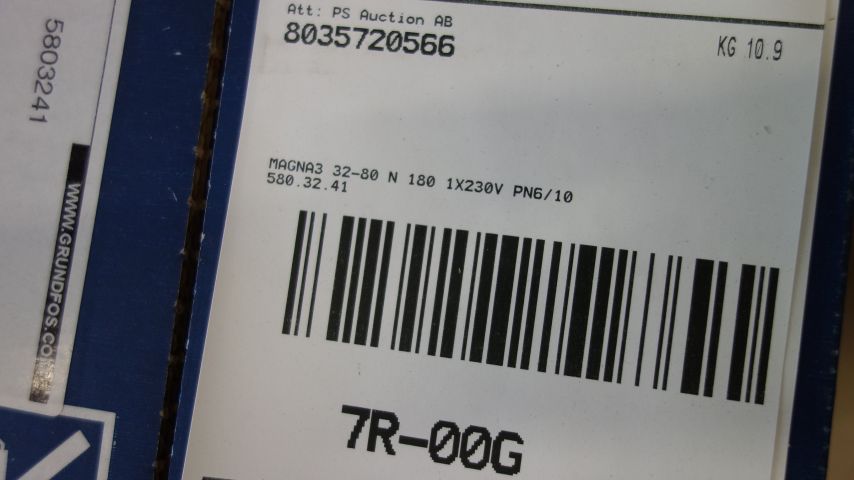 5803241
WWW.GRUNDFOS.CO
Att: PS Auction AB
8035720566
KG 10.9
MAGNA3 32-80 N 180 1X230V PN6/10
580.32.41
7R-00G